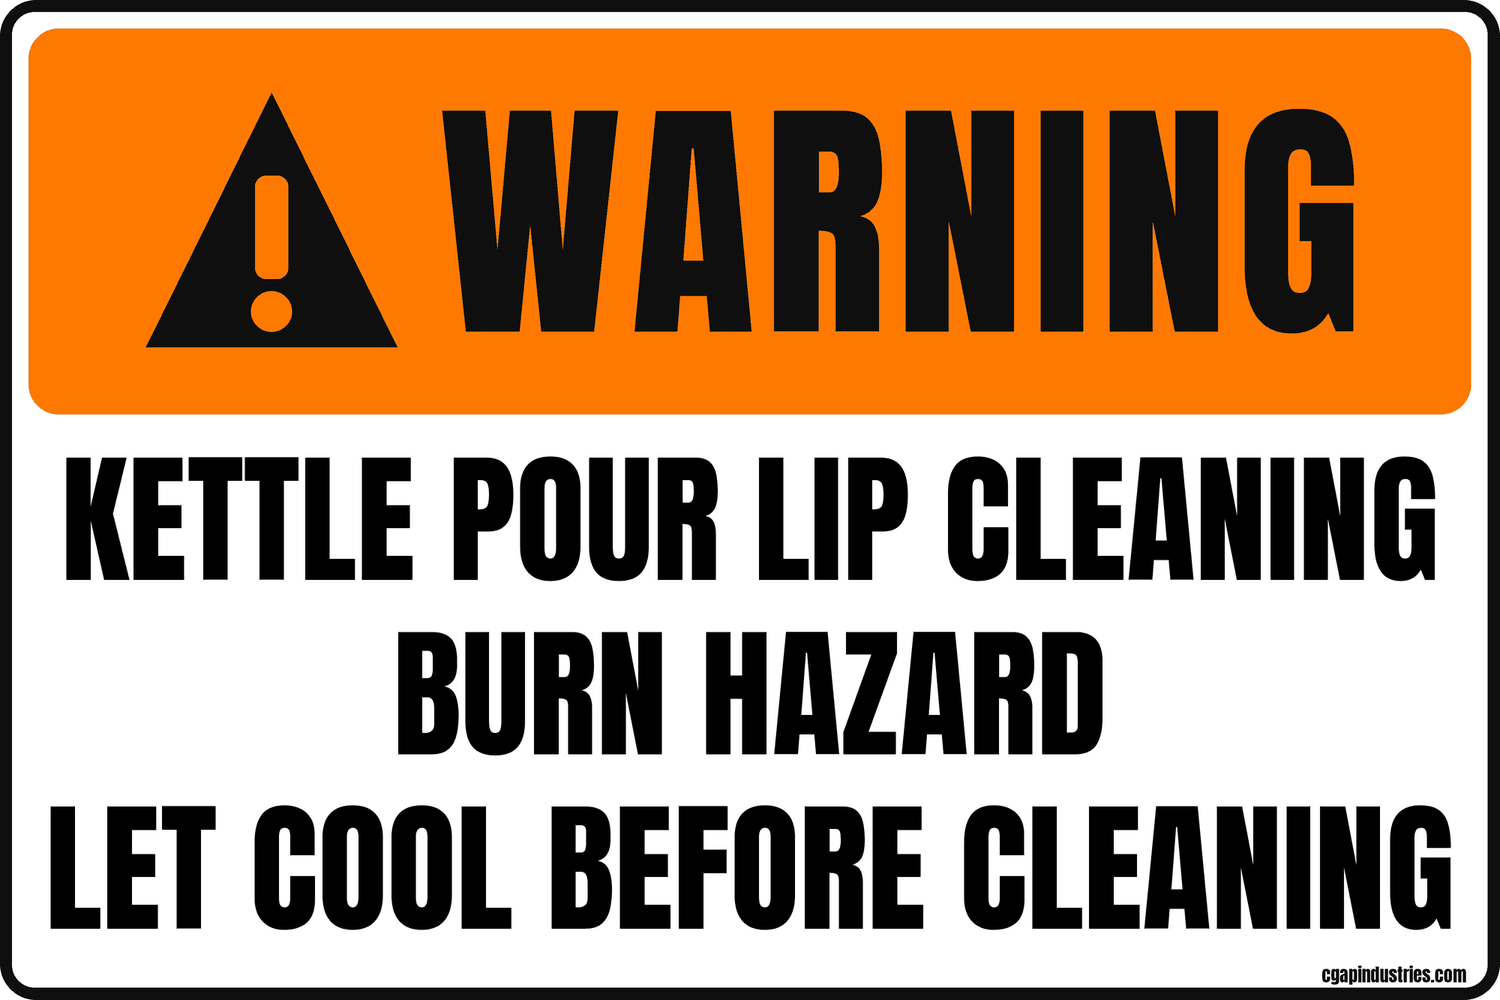 WARNING
KETTLE POUR LIP CLEANING
BURN HAZARD
LET COOL BEFORE CLEANING
cgapindustries.com